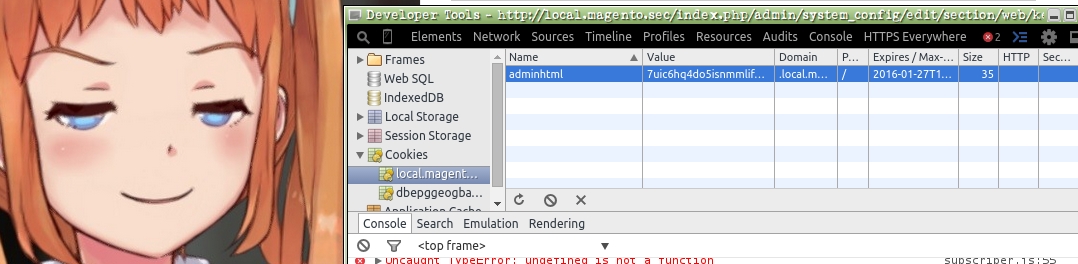 Developer Tools - http://local.magento.sec/index.php/admin/system_config/edit/section/web/ke
Elements Network Sources Timeline Profiles Resources Audits Console HTTPS Everywhere 2
Frames
Web SQL
IndexedDB
Local Storage
Session Storage
Cookies
local.magent...
dbepggeogba...
Application Cache
Name Value Domain P... Expires / Max-... Size HTTP Sec...
adminhtml 7uic6hq4do5isnmmlif... .local.m... / 2016-01-27T1... 35
Console Search Emulation Rendering
<top frame>
Uncaught TypeError: undefined is not a function subscriber.js:55